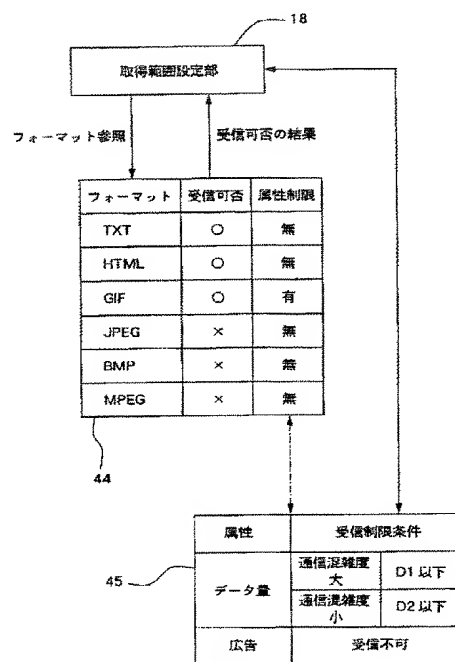 18
取得範囲設定部
フォーマット参照
受信可否の結果
フォーマット 受信可否 属性制限
TXT ○ 無
HTML ○ 無
GIF ○ 有
JPEG × 無
BMP × 無
MPEG × 無
44
45
属性 受信制限条件
データ量 通信混雑度大 D1 以下
通信混雑度小 D2 以下
広告 受信不可